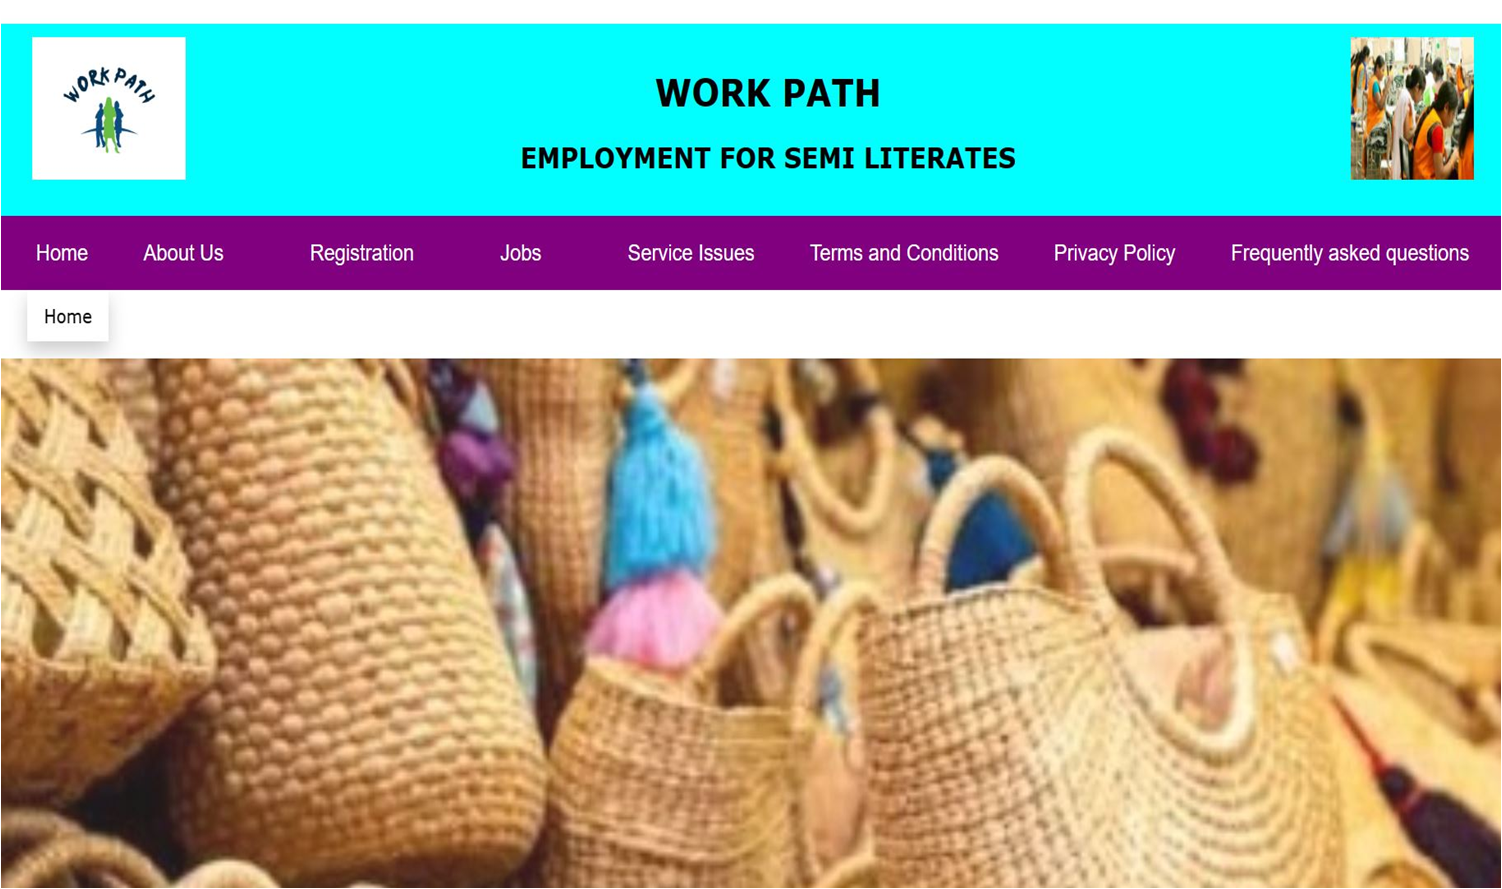 WORK PATH
WORK PATH
EMPLOYMENT FOR SEMI LITERATES
Home About Us Registration Jobs Service Issues Terms and Conditions Privacy Policy Frequently asked questions
Home